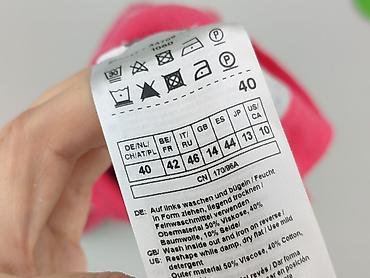 1080
40
DE/NL/ BE/ IT/ GB ES JP US/
CH/AT/PL FR RU CA
40 42 46 14 44 13 10
CN 170/96A
DE: Auf links waschen und bügeln / Feucht
in Form ziehen, liegend trocknen /
Feinwaschmittel verwenden
Obermaterial 50% Viskose, 40%
Baumwolle, 10% Seide
GB/ Wash inside out and iron on reverse /
US: Reshape while damp, dry flat / Use mild
detergent
Outer material 50% Viscose, 40% Cotton,